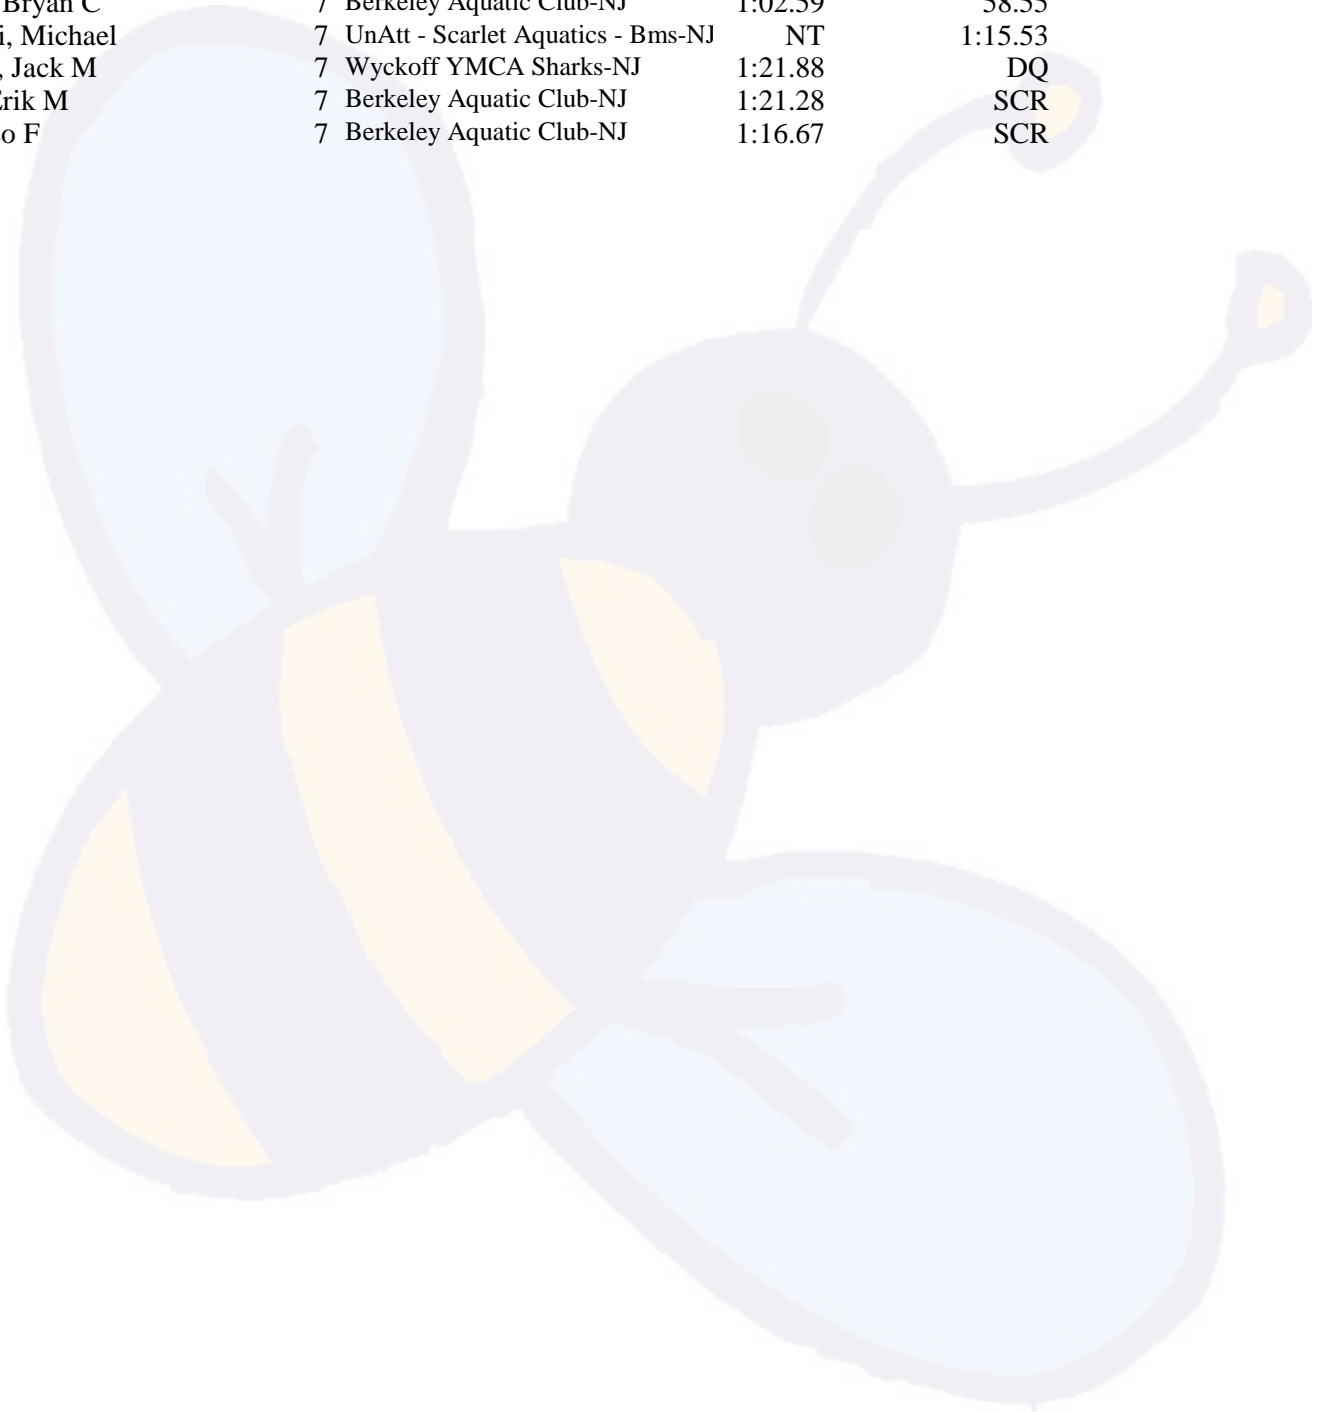 Bryan C 7 Berkeley Aquatic Club-NJ 1:02.59 58.55
i, Michael 7 UnAtt - Scarlet Aquatics - Bms-NJ NT 1:15.53
, Jack M 7 Wyckoff YMCA Sharks-NJ 1:21.88 DQ
Erik M 7 Berkeley Aquatic Club-NJ 1:21.28 SCR
o F 7 Berkeley Aquatic Club-NJ 1:16.67 SCR